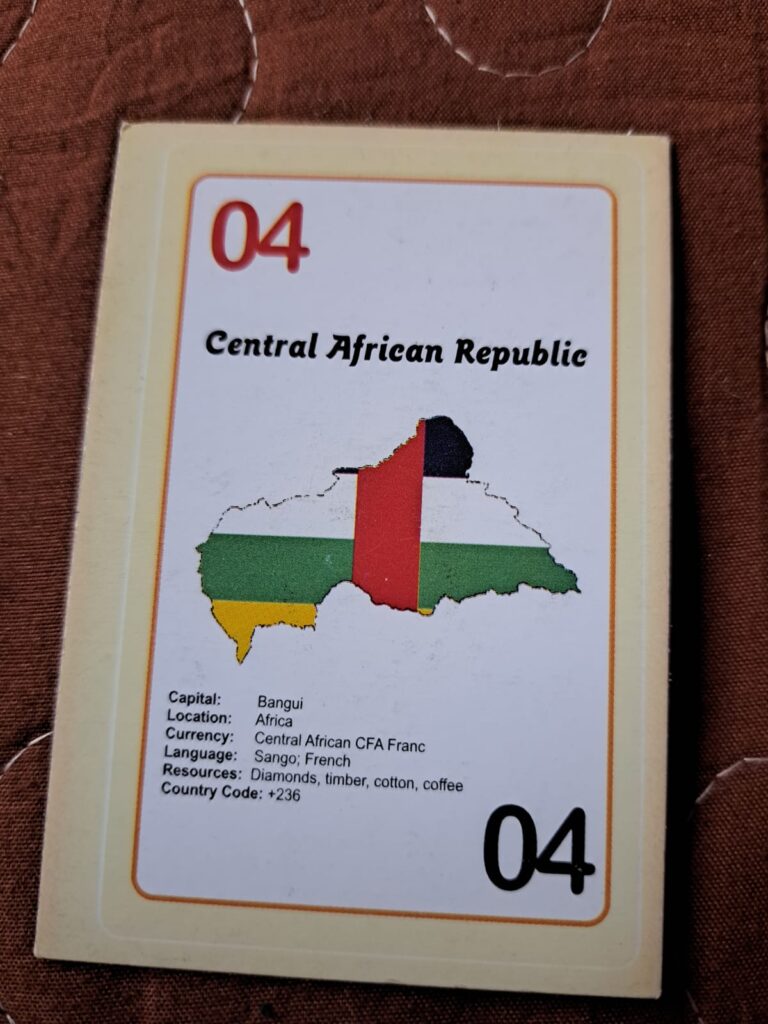 04
Central African Republic
Capital: Bangui
Location: Africa
Currency: Central African CFA Franc
Language: Sango; French
Resources: Diamonds, timber, cotton, coffee
Country Code: +236
04